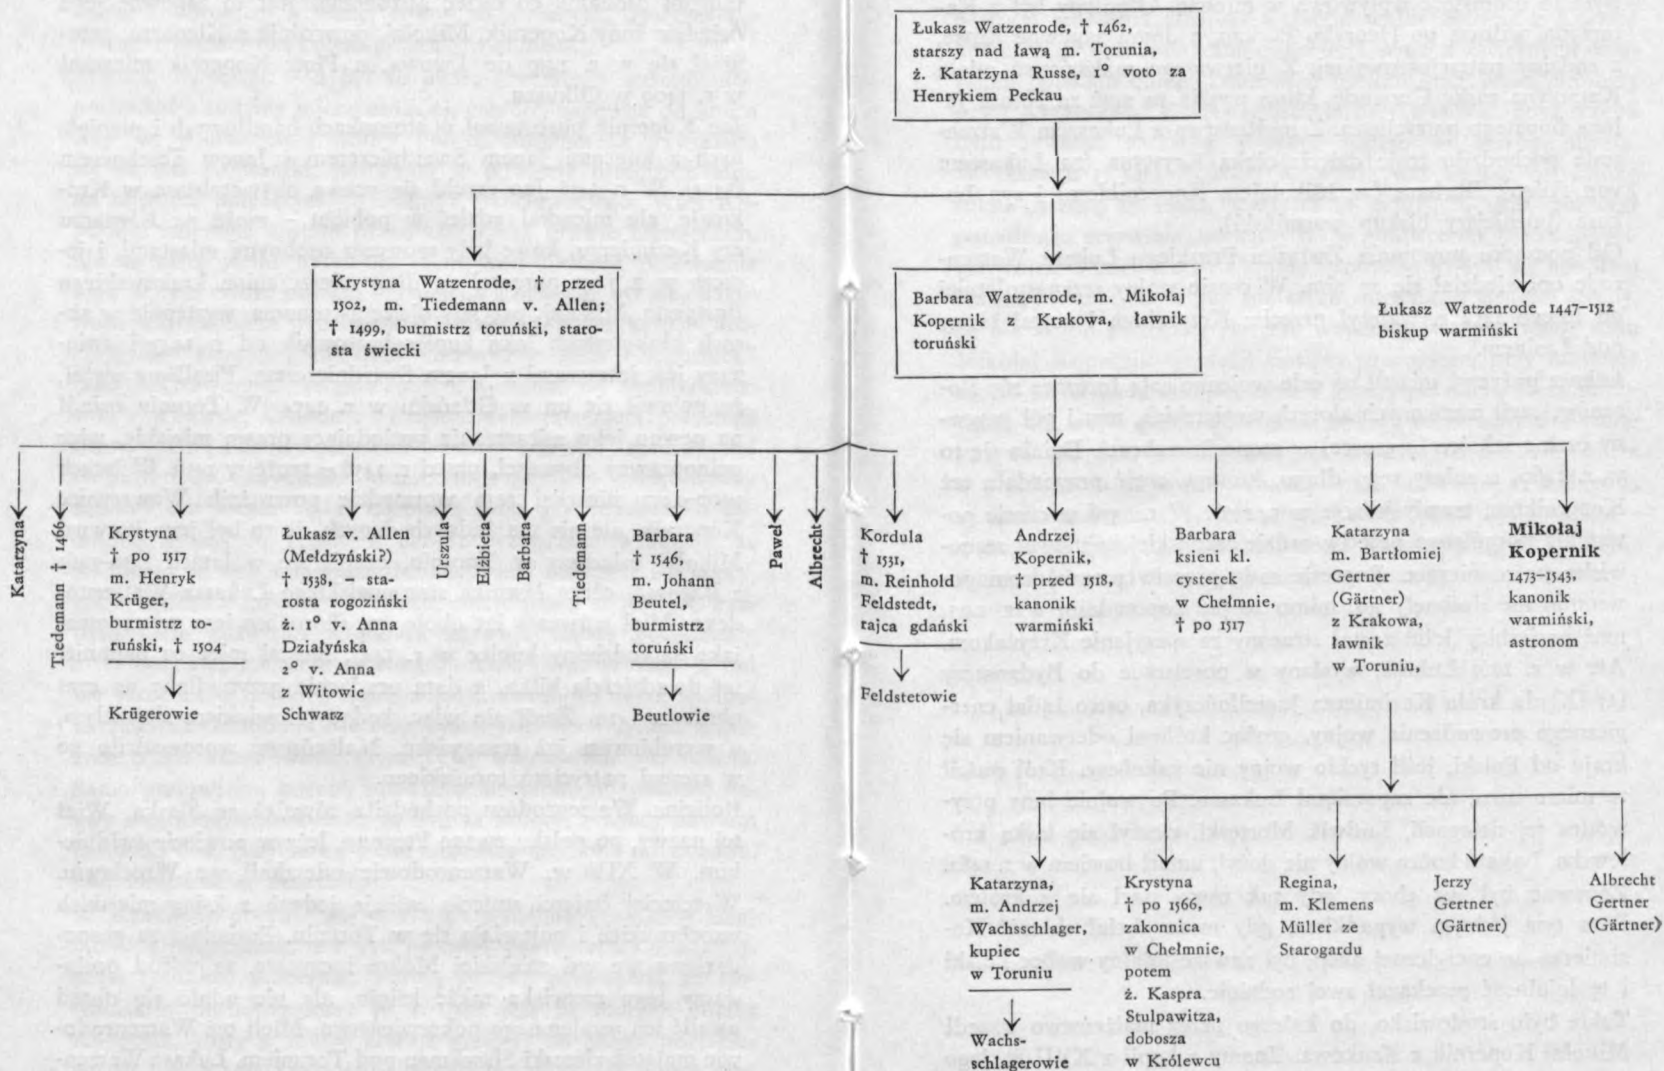 Łukasz Watzenrode, † 1462,
starszy nad ławą m. Torunia,
ż. Katarzyna Russe, 1⁰ voto za
Henrykiem Peckau
Krystyna Watzenrode, † przed
1502, m. Tiedemann v. Allen;
† 1499, burmistrz toruński, staro-
sta świecki
Barbara Watzenrode, m. Mikołaj
Kopernik z Krakowa, ławnik
toruński
Łukasz Watzenrode 1447–1512
biskup warmiński
Katarzyna
Tiedemann † 1466
Krystyna
† po 1517
m. Henryk
Krüger,
burmistrz to-
ruński, † 1504
Krügerowie
Łukasz v. Allen
(Mełdzyński?)
† 1538, – sta-
rosta rogoziński
ż. 1⁰ v. Anna
Działyńska
2⁰ v. Anna
z Witowic
Schwarz
Urszula
Elżbieta
Barbara
Tiedemann
Barbara
† 1546,
m. Johann
Beutel,
burmistrz
toruński
Beutlowie
Paweł
Albrecht
Kordula
† 1531,
m. Reinhold
Feldstedt,
rajca gdański
Feldstetowie
Andrzej
Kopernik,
† przed 1518,
kanonik
warmiński
Barbara
ksieni kl.
cysterek
w Chełmnie,
† po 1517
Katarzyna
m. Bartłomiej
Gertner
(Gärtner)
z Krakowa,
ławnik
w Toruniu,
Mikołaj
Kopernik
1473–1543,
kanonik
warmiński,
astronom
Katarzyna,
m. Andrzej
Wachsschlager,
kupiec
w Toruniu
Wachs-
schlagerowie
Krystyna
† po 1566,
zakonnica
w Chełmnie,
potem
ż. Kaspra
Stulpawitza,
dobosza
w Królewcu
Regina,
m. Klemens
Müller ze
Starogardu
Jerzy
Gertner
(Gärtner)
Albrecht
Gertner
(Gärtner)